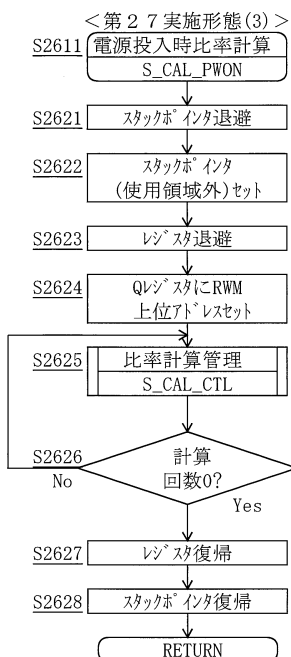 ＜第２７実施形態(3)＞
S2611
電源投入時比率計算
S_CAL_PWON
S2621
ｽﾀｯｸﾎﾟｲﾝﾀ退避
S2622
ｽﾀｯｸﾎﾟｲﾝﾀ
(使用領域外)ｾｯﾄ
S2623
ﾚｼﾞｽﾀ退避
S2624
QﾚｼﾞｽﾀにRWM
上位ｱﾄﾞﾚｽｾｯﾄ
S2625
比率計算管理
S_CAL_CTL
S2626
計算
回数0?
No
Yes
S2627
ﾚｼﾞｽﾀ復帰
S2628
ｽﾀｯｸﾎﾟｲﾝﾀ復帰
RETURN